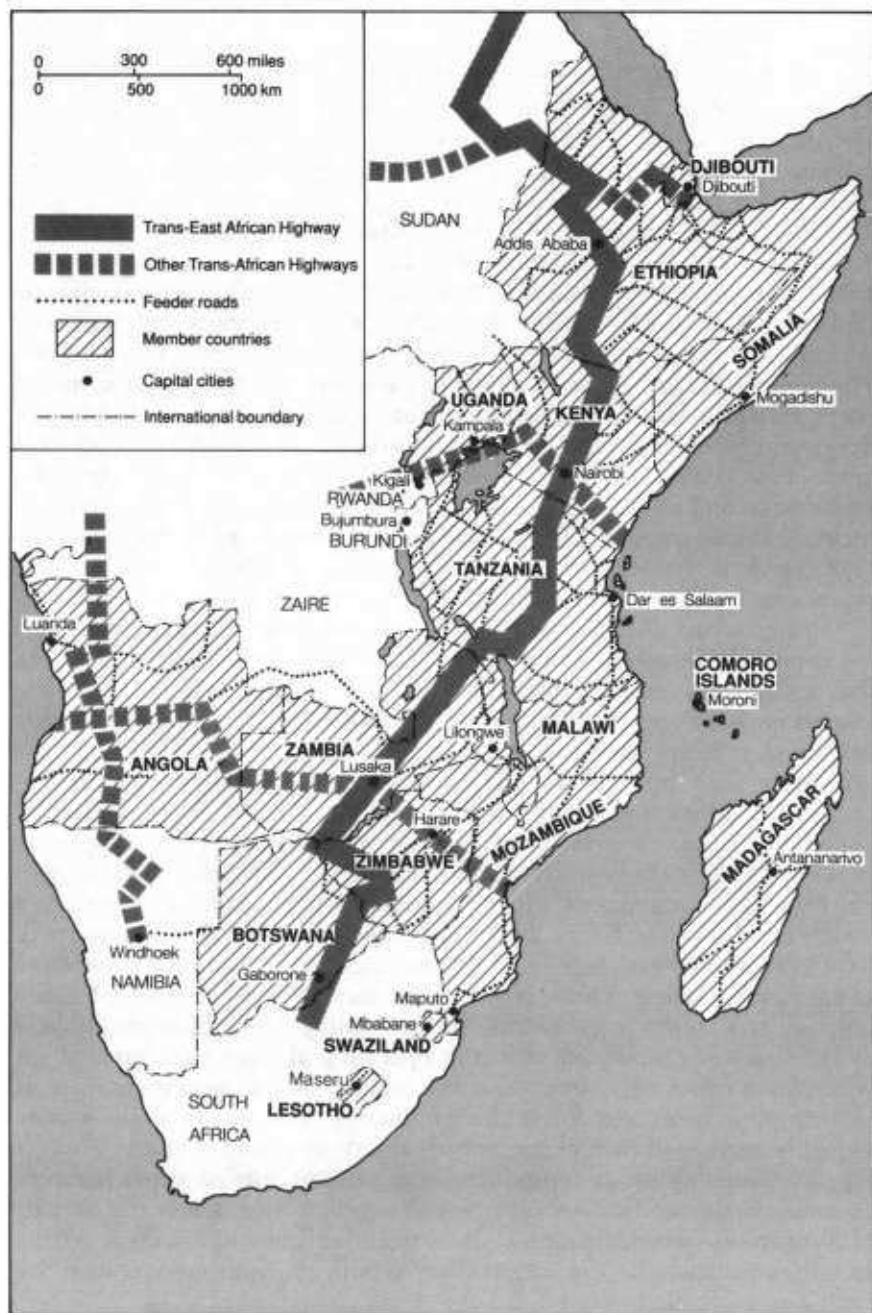 0 300 600 miles
0 500 1000 km
Trans-East African Highway
Other Trans-African Highways
Feeder roads
Member countries
Capital cities
International boundary
DJIBOUTI
Djibouti
SUDAN
Addis Ababa
ETHIOPIA
SOMALIA
Mogadishu
UGANDA
Kampala
KENYA
Kigali
RWANDA
Nairobi
Bujumbura
BURUNDI
TANZANIA
ZAIRE
Dar es Salaam
Luanda
COMORO
ISLANDS
Moroni
MALAWI
Lilongwe
ANGOLA
ZAMBIA
Lusaka
Harare
MOZAMBIQUE
ZIMBABWE
MADAGASCAR
Antananarivo
BOTSWANA
Windhoek
NAMIBIA
Gaborone
Maputo
Mbabane
SWAZILAND
Maseru
LESOTHO
SOUTH
AFRICA